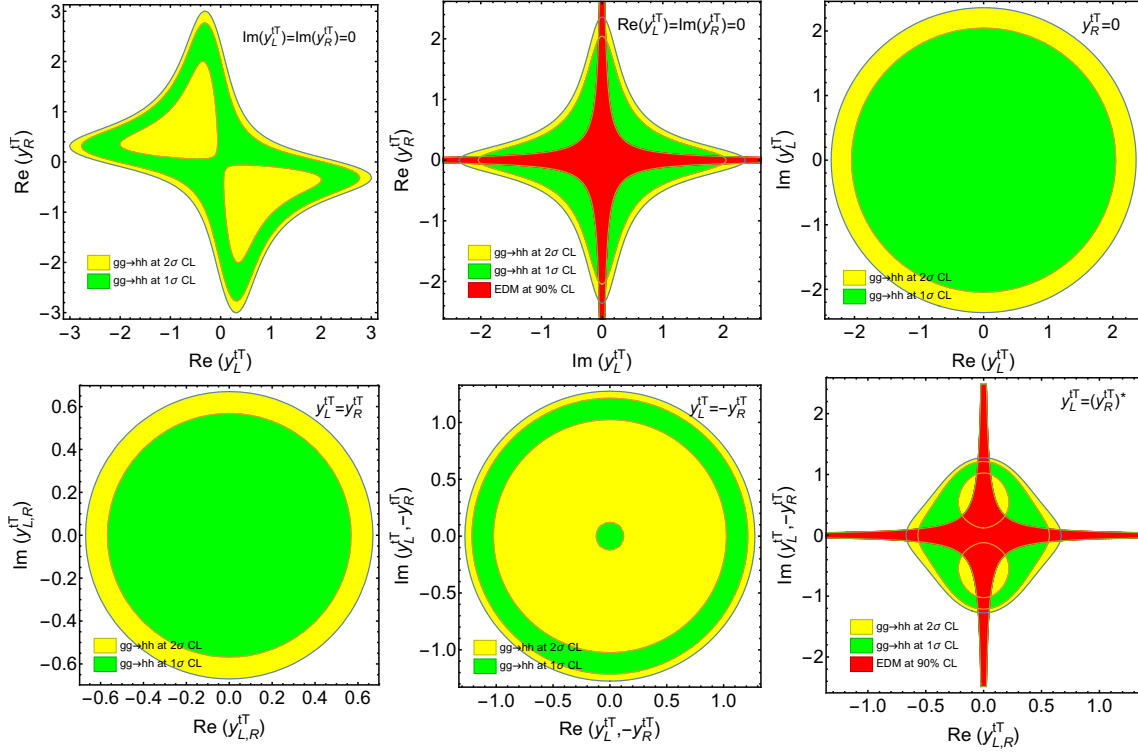 Im(y_L^tT)=Im(y_R^tT)=0
Re (y_R^tT)
3
2
1
0
−1
−2
−3
gg→hh at 2σ CL
gg→hh at 1σ CL
−3 −2 −1 0 1 2 3
Re (y_L^tT)
Re(y_L^tT)=Im(y_R^tT)=0
Re (y_R^tT)
2
1
0
−1
−2
gg→hh at 2σ CL
gg→hh at 1σ CL
EDM at 90% CL
−2 −1 0 1 2
Im (y_L^tT)
y_R^tT=0
Im (y_L^tT)
2
1
0
−1
−2
gg→hh at 2σ CL
gg→hh at 1σ CL
−2 −1 0 1 2
Re (y_L^tT)
y_L^tT=y_R^tT
Im (y_L,R^tT)
0.6
0.4
0.2
0.0
−0.2
−0.4
−0.6
gg→hh at 2σ CL
gg→hh at 1σ CL
−0.6 −0.4 −0.2 0.0 0.2 0.4 0.6
Re (y_L,R^tT)
y_L^tT=−y_R^tT
Im (y_L^tT,−y_R^tT)
1.0
0.5
0.0
−0.5
−1.0
gg→hh at 2σ CL
gg→hh at 1σ CL
−1.0 −0.5 0.0 0.5 1.0
Re (y_L^tT,−y_R^tT)
y_L^tT=(y_R^tT)*
Im (y_L^tT,−y_R^tT)
2
1
0
−1
−2
gg→hh at 2σ CL
gg→hh at 1σ CL
EDM at 90% CL
−1.0 −0.5 0.0 0.5 1.0
Re (y_L,R^tT)